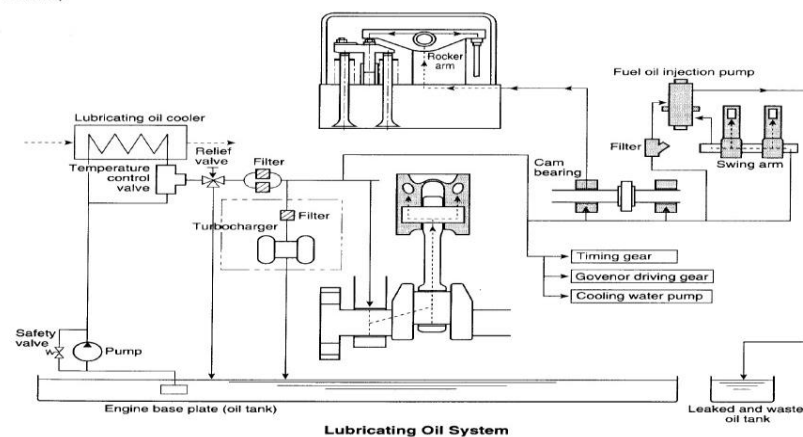 Rocker
arm
Fuel oil injection pump
Lubricating oil cooler
Relief
valve
Temperature
control
valve
Filter
Filter
Turbocharger
Cam
bearing
Filter
Swing arm
Timing gear
Govenor driving gear
Cooling water pump
Safety
valve
Pump
Engine base plate (oil tank)
Leaked and waste
oil tank
Lubricating Oil System